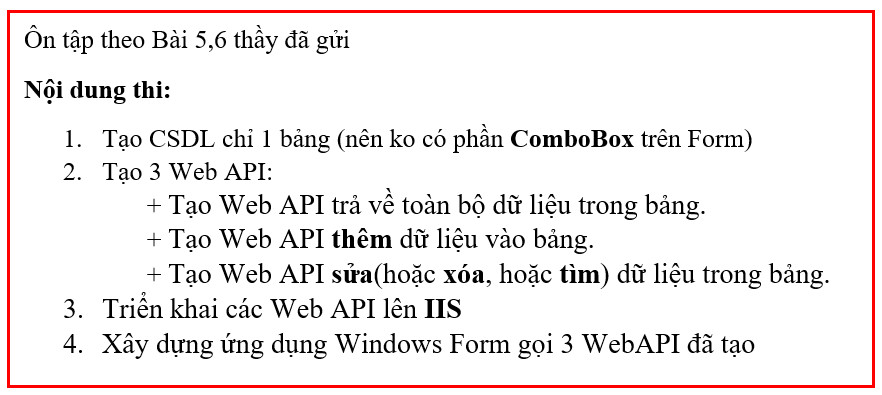 Ôn tập theo Bài 5,6 thầy đã gửi
Nội dung thi:
1. Tạo CSDL chỉ 1 bảng (nên ko có phần ComboBox trên Form)
2. Tạo 3 Web API:
+ Tạo Web API trả về toàn bộ dữ liệu trong bảng.
+ Tạo Web API thêm dữ liệu vào bảng.
+ Tạo Web API sửa(hoặc xóa, hoặc tìm) dữ liệu trong bảng.
3. Triển khai các Web API lên IIS
4. Xây dựng ứng dụng Windows Form gọi 3 WebAPI đã tạo